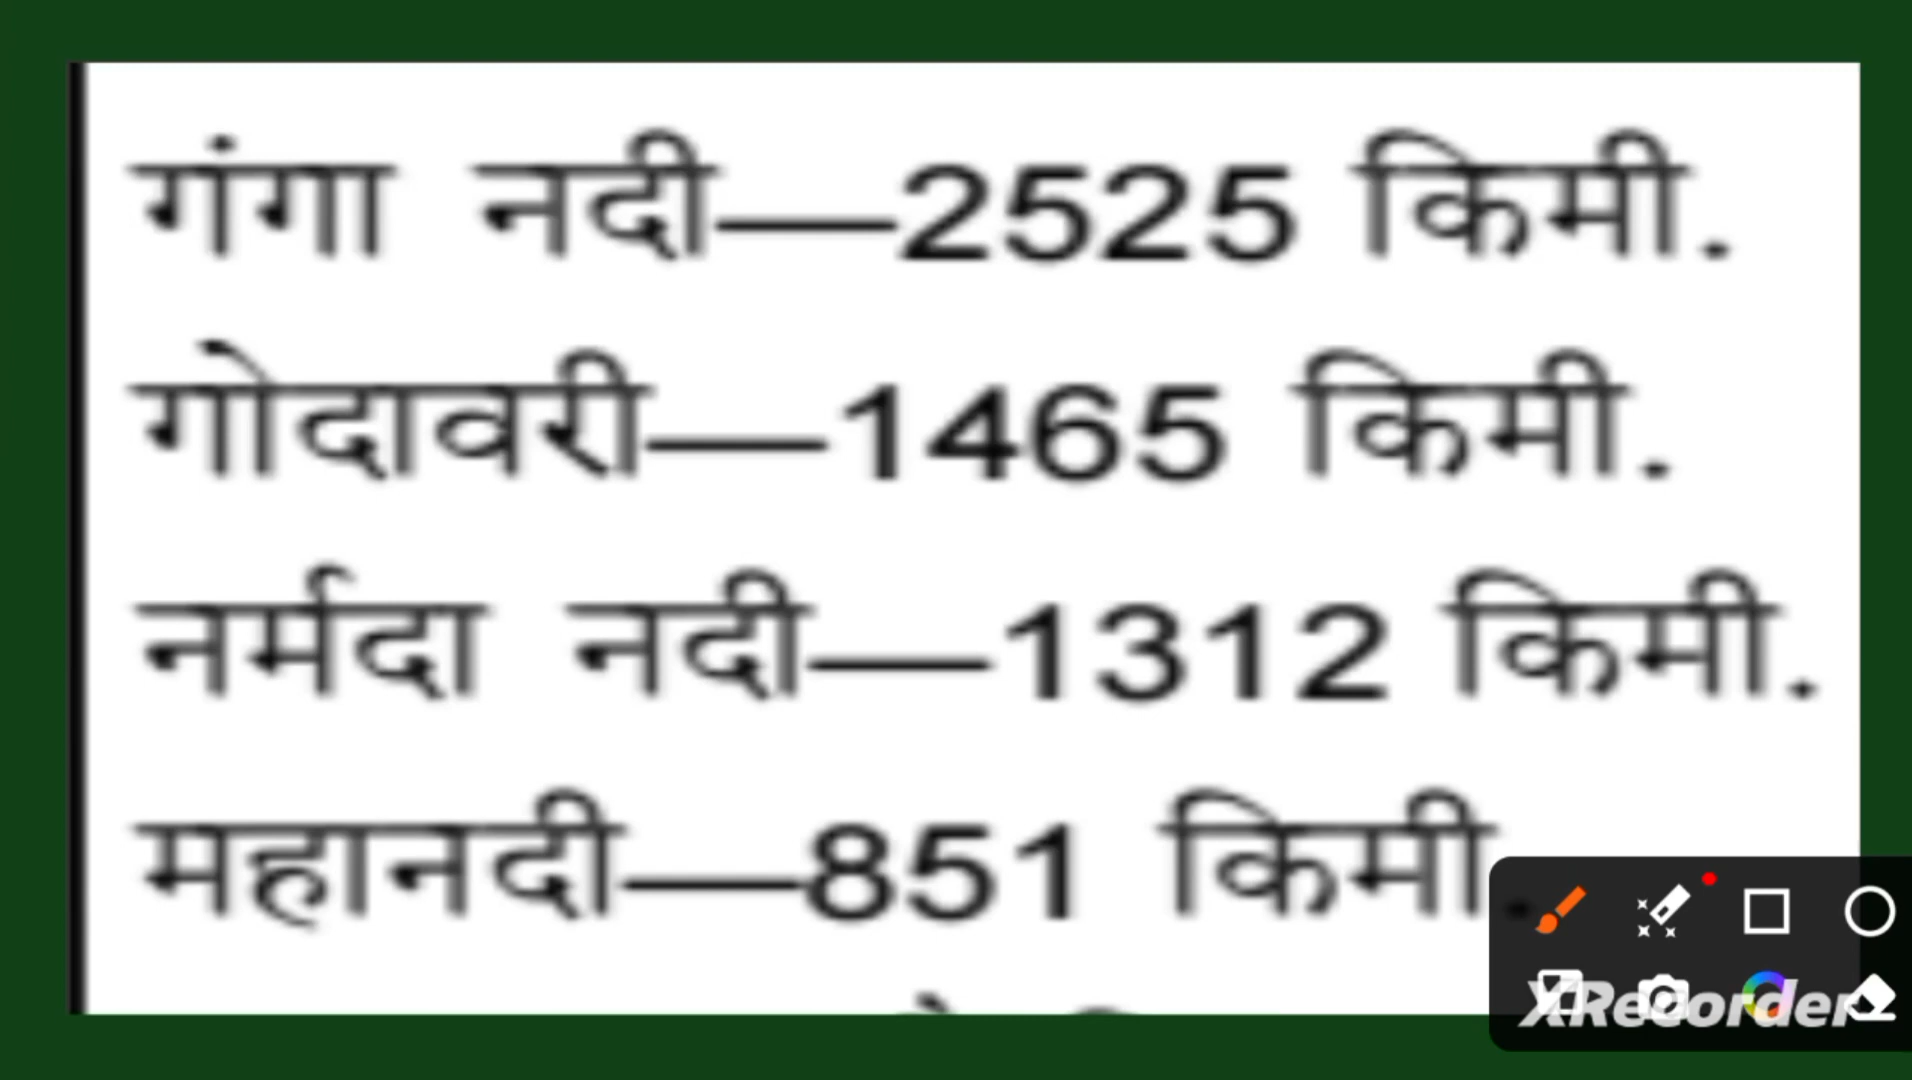 गंगा नदी—2525 किमी.
गोदावरी—1465 किमी.
नर्मदा नदी—1312 किमी.
महानदी—851 किमी.
XRecorder